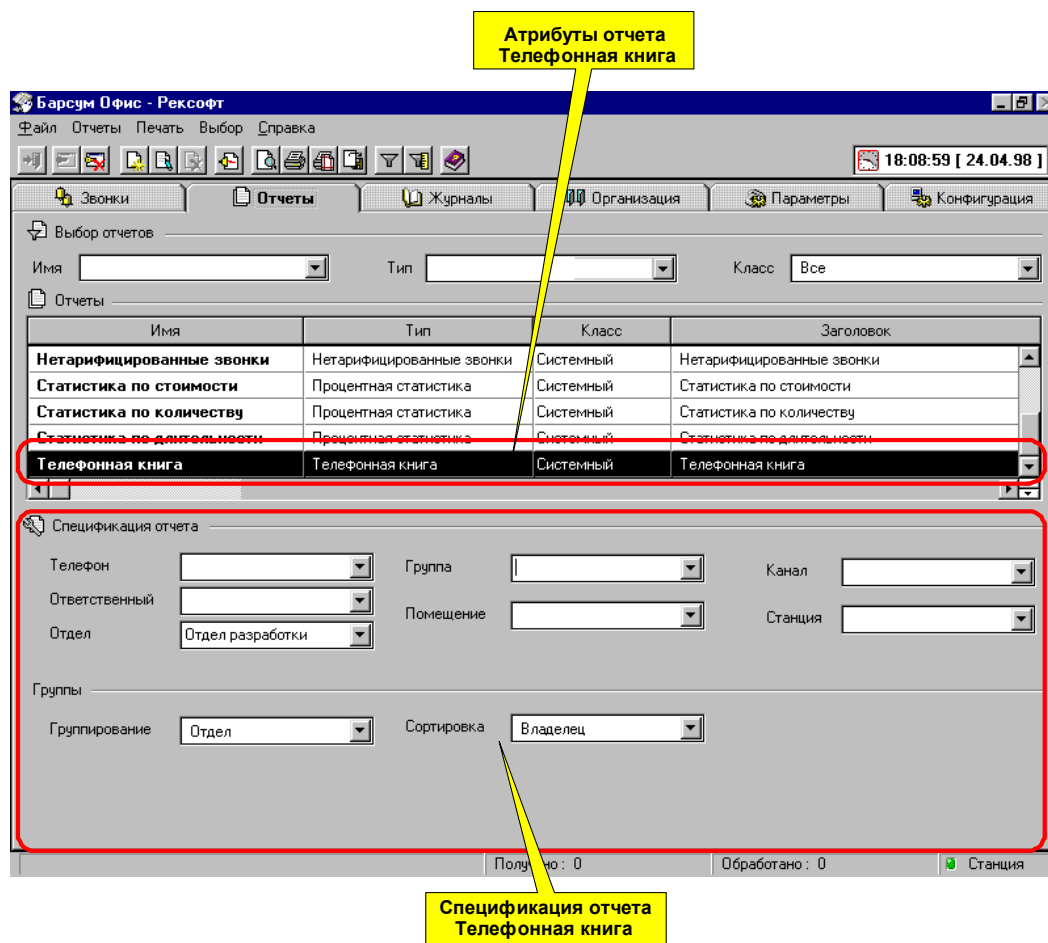 Атрибуты отчета
Телефонная книга
Барсум Офис - Рексофт
Файл Отчеты Печать Выбор Справка
18:08:59 [ 24.04.98 ]
Звонки Отчеты Журналы Организация Параметры Конфигурация
Выбор отчетов
Имя Тип Класс Все
Отчеты
Имя Тип Класс Заголовок
Нетарифицированные звонки Нетарифицированные звонки Системный Нетарифицированные звонки
Статистика по стоимости Процентная статистика Системный Статистика по стоимости
Статистика по количеству Процентная статистика Системный Статистика по количеству
Статистика по длительности Процентная статистика Системный Статистика по длительности
Телефонная книга Телефонная книга Системный Телефонная книга
Спецификация отчета
Телефон Группа Канал
Ответственный Помещение Станция
Отдел Отдел разработки
Группы
Группирование Отдел Сортировка Владелец
Получено : 0 Обработано : 0 Станция
Спецификация отчета
Телефонная книга